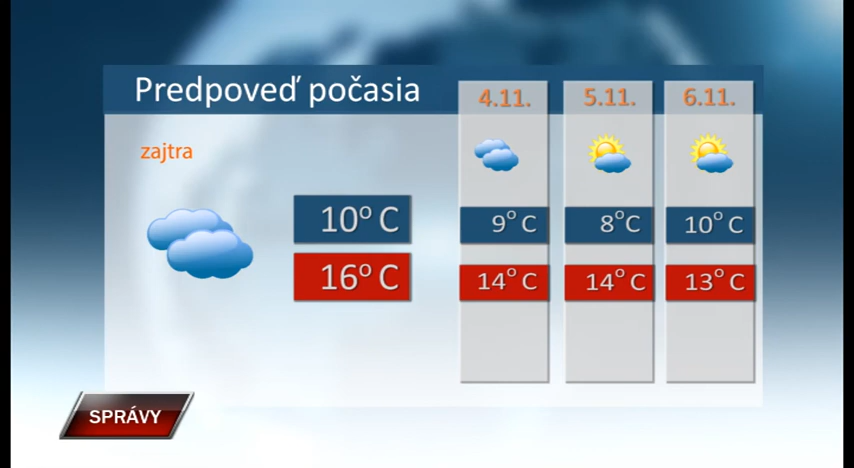 Predpoveď počasia
zajtra
10° C
16° C
4.11.
9° C
14° C
5.11.
8°C
14° C
6.11.
10° C
13° C
SPRÁVY